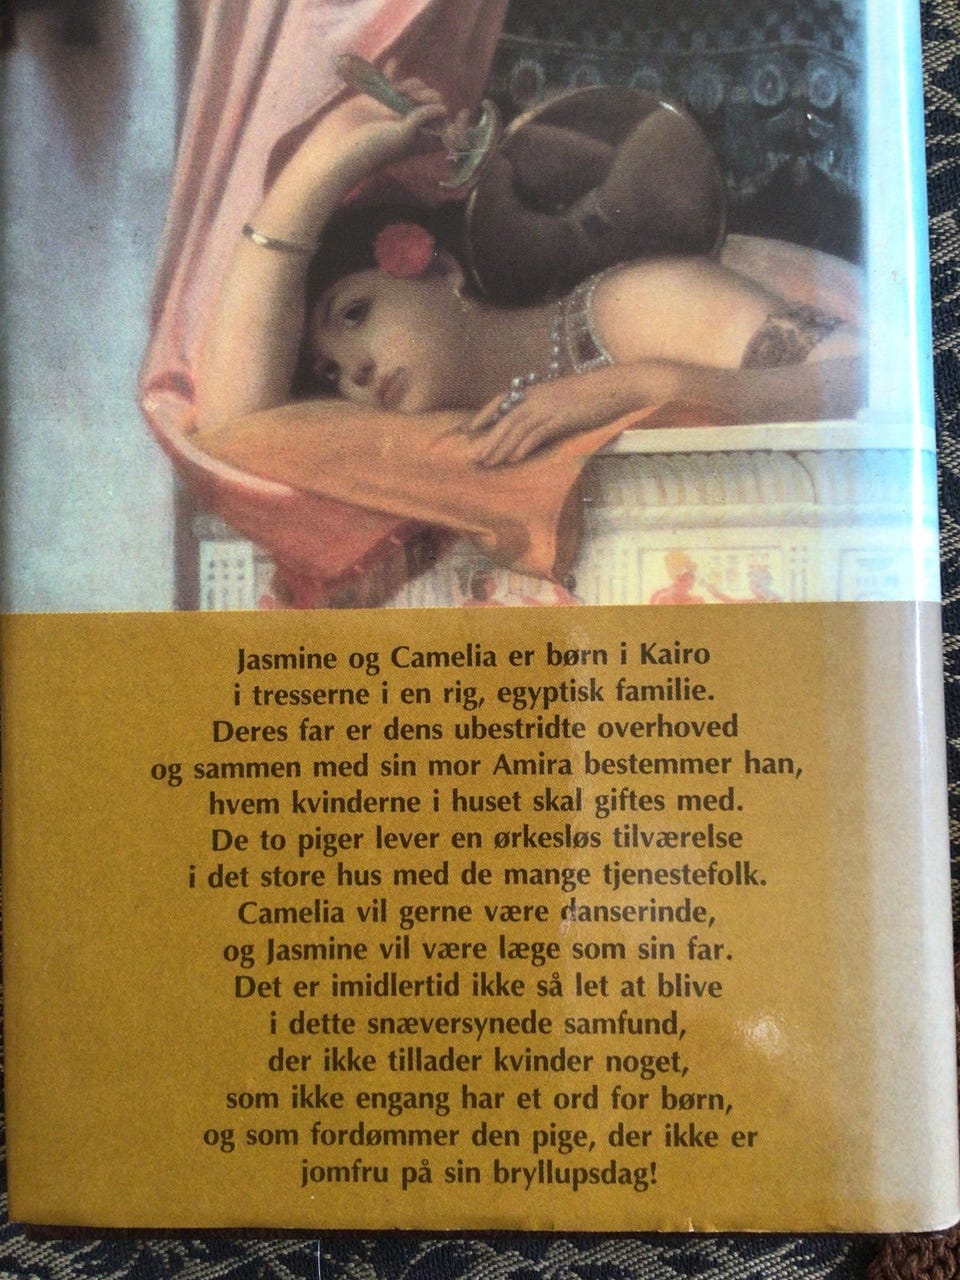 Jasmine og Camelia er børn i Kairo
i tresserne i en rig, egyptisk familie.
Deres far er dens ubestridte overhoved
og sammen med sin mor Amira bestemmer han,
hvem kvinderne i huset skal giftes med.
De to piger lever en ørkesløs tilværelse
i det store hus med de mange tjenestefolk.
Camelia vil gerne være danserinde,
og Jasmine vil være læge som sin far.
Det er imidlertid ikke så let at blive
i dette snæversynede samfund,
der ikke tillader kvinder noget,
som ikke engang har et ord for børn,
og som fordømmer den pige, der ikke er
jomfru på sin bryllupsdag!